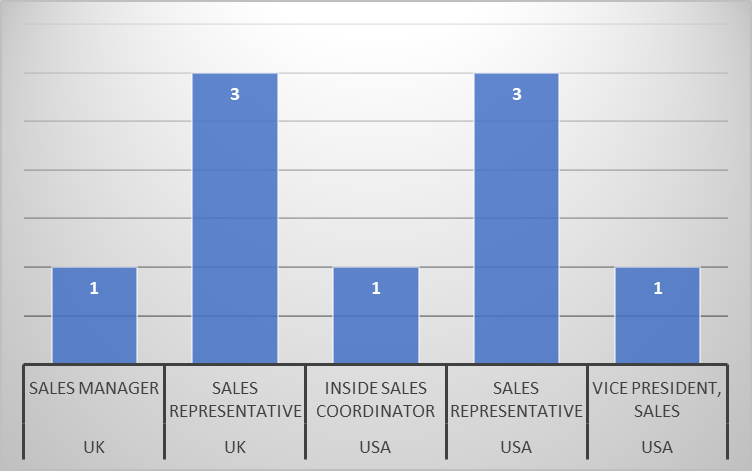 1
3
1
3
1
SALES MANAGER
SALES
REPRESENTATIVE
INSIDE SALES
COORDINATOR
SALES
REPRESENTATIVE
VICE PRESIDENT,
SALES
UK
UK
USA
USA
USA